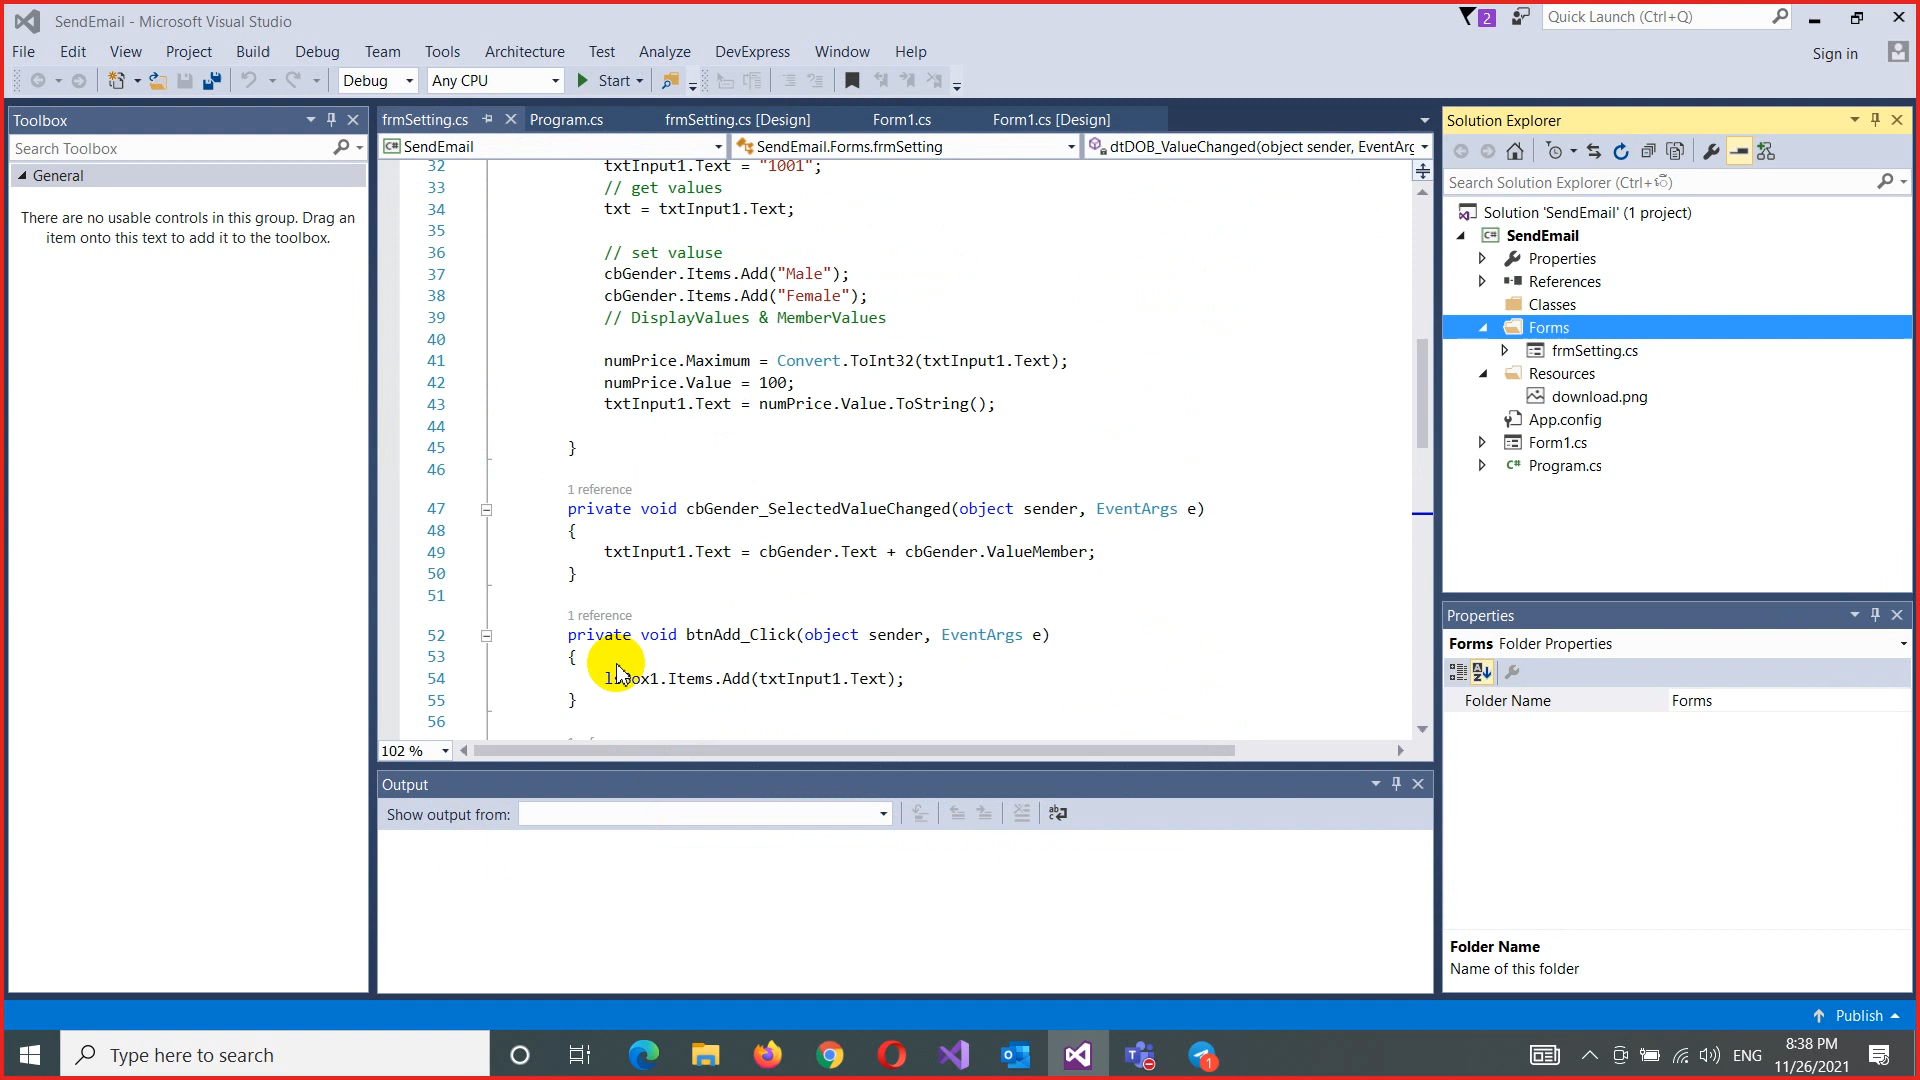 SendEmail - Microsoft Visual Studio
2
Quick Launch (Ctrl+Q)
File Edit View Project Build Debug Team Tools Architecture Test Analyze DevExpress Window Help
Sign in
Debug Any CPU Start
Toolbox
Search Toolbox
General
There are no usable controls in this group. Drag an
item onto this text to add it to the toolbox.
frmSetting.cs Program.cs frmSetting.cs [Design] Form1.cs Form1.cs [Design]
SendEmail SendEmail.Forms.frmSetting dtDOB_ValueChanged(object sender, EventArg
32 txtInput1.Text = "1001";
33 // get values
34 txt = txtInput1.Text;
35
36 // set valuse
37 cbGender.Items.Add("Male");
38 cbGender.Items.Add("Female");
39 // DisplayValues & MemberValues
40
41 numPrice.Maximum = Convert.ToInt32(txtInput1.Text);
42 numPrice.Value = 100;
43 txtInput1.Text = numPrice.Value.ToString();
44
45 }
46
1 reference
47 private void cbGender_SelectedValueChanged(object sender, EventArgs e)
48 {
49 txtInput1.Text = cbGender.Text + cbGender.ValueMember;
50 }
51
1 reference
52 private void btnAdd_Click(object sender, EventArgs e)
53 {
54 .Items.Add(txtInput1.Text);
55 }
56
102 %
Output
Show output from:
Solution Explorer
Search Solution Explorer
Solution 'SendEmail' (1 project)
SendEmail
Properties
References
Classes
Forms
frmSetting.cs
Resources
download.png
App.config
Form1.cs
C# Program.cs
Properties
Forms Folder Properties
Folder Name Forms
Folder Name
Name of this folder
Publish
Type here to search
1
ENG
8:38 PM
11/26/2021